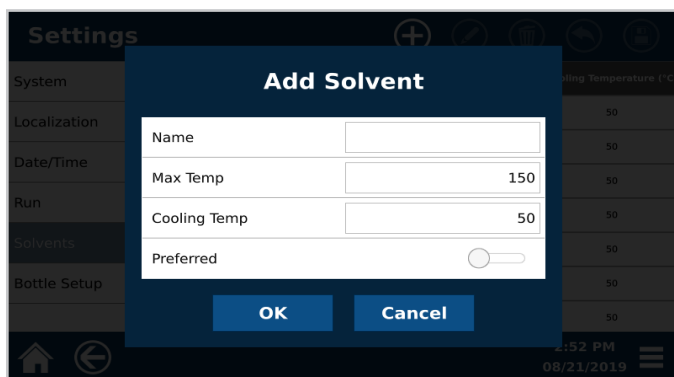 Settings
Add Solvent
System
oling Temperature (°C
Localization
Name
50
Date/Time
50
Max Temp
150
50
Run
Cooling Temp
50
50
Solvents
Preferred
50
Bottle Setup
50
OK
Cancel
50
2:52 PM
08/21/2019